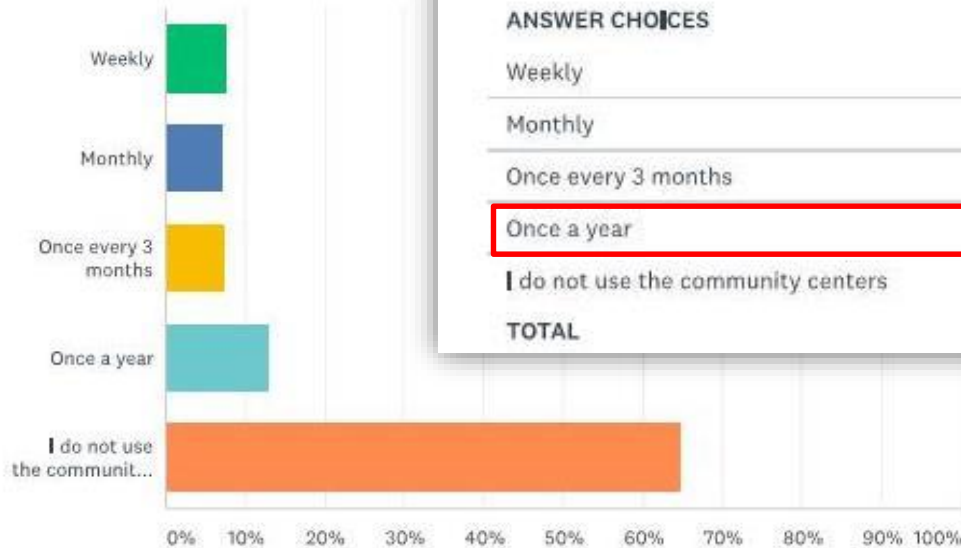 Weekly
Monthly
Once every 3
months
Once a year
I do not use
the communit...
0% 10% 20% 30% 40% 50% 60% 70% 80% 90% 100%
ANSWER CHOICES
Weekly
Monthly
Once every 3 months
Once a year
I do not use the community centers
TOTAL